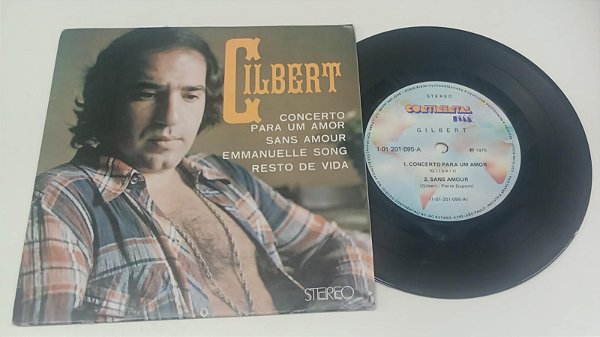 GILBERT
CONCERTO
PARA UM AMOR
SANS AMOUR
EMMANUELLE SONG
RESTO DE VIDA
STEREO
STEREO
CONTINENTAL
GILBERT
1-01-201-095-A
℗ 1975
1. CONCERTO PARA UM AMOR
(Gilbert)
2. SANS AMOUR
(Gilbert - Pierre Dupont)
(1-01-201-095-A)